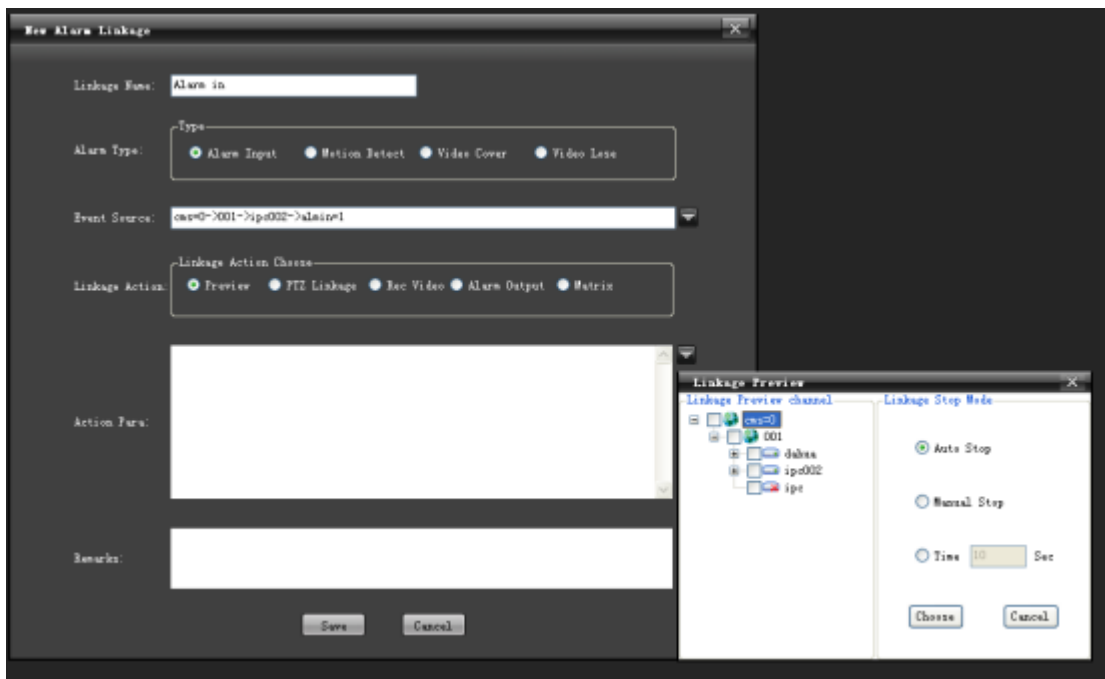 New Alarm Linkage
Linkage Name: Alarm in
Type
Alarm Type: Alarm Input Motion Detect Video Cover Video Lose
Event Source: cms=0->001->ipc002->almin=1
Linkage Action Choose
Linkage Action: Preview PTZ Linkage Rec Video Alarm Output Matrix
Action Para:
Remarks:
Save Cancel
Linkage Preview
Linkage Preview channel
cms=0
001
dahua
ipc002
ipc
Linkage Stop Mode
Auto Stop
Manual Stop
Time 10 Sec
Choose Cancel